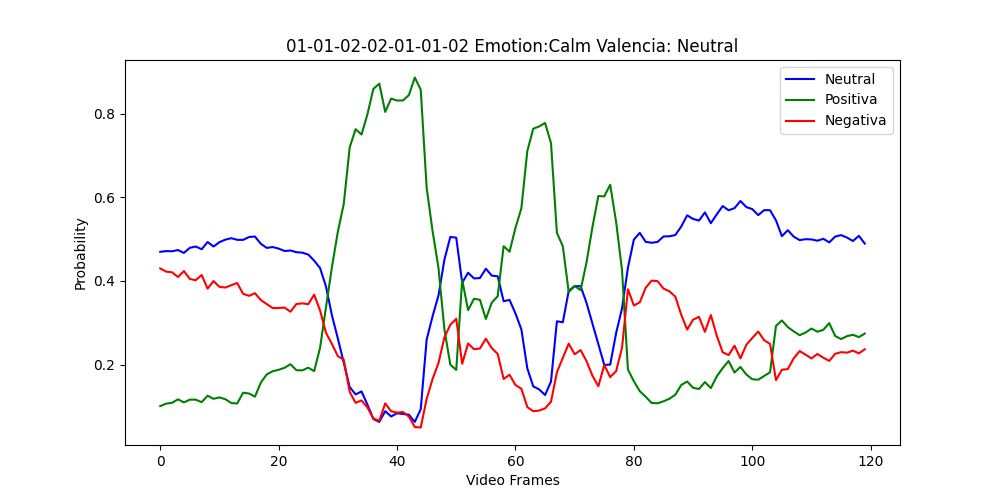 01-01-02-02-01-01-02 Emotion:Calm Valencia: Neutral
Neutral
Positiva
Negativa
Probability
0.8
0.6
0.4
0.2
0 20 40 60 80 100 120
Video Frames